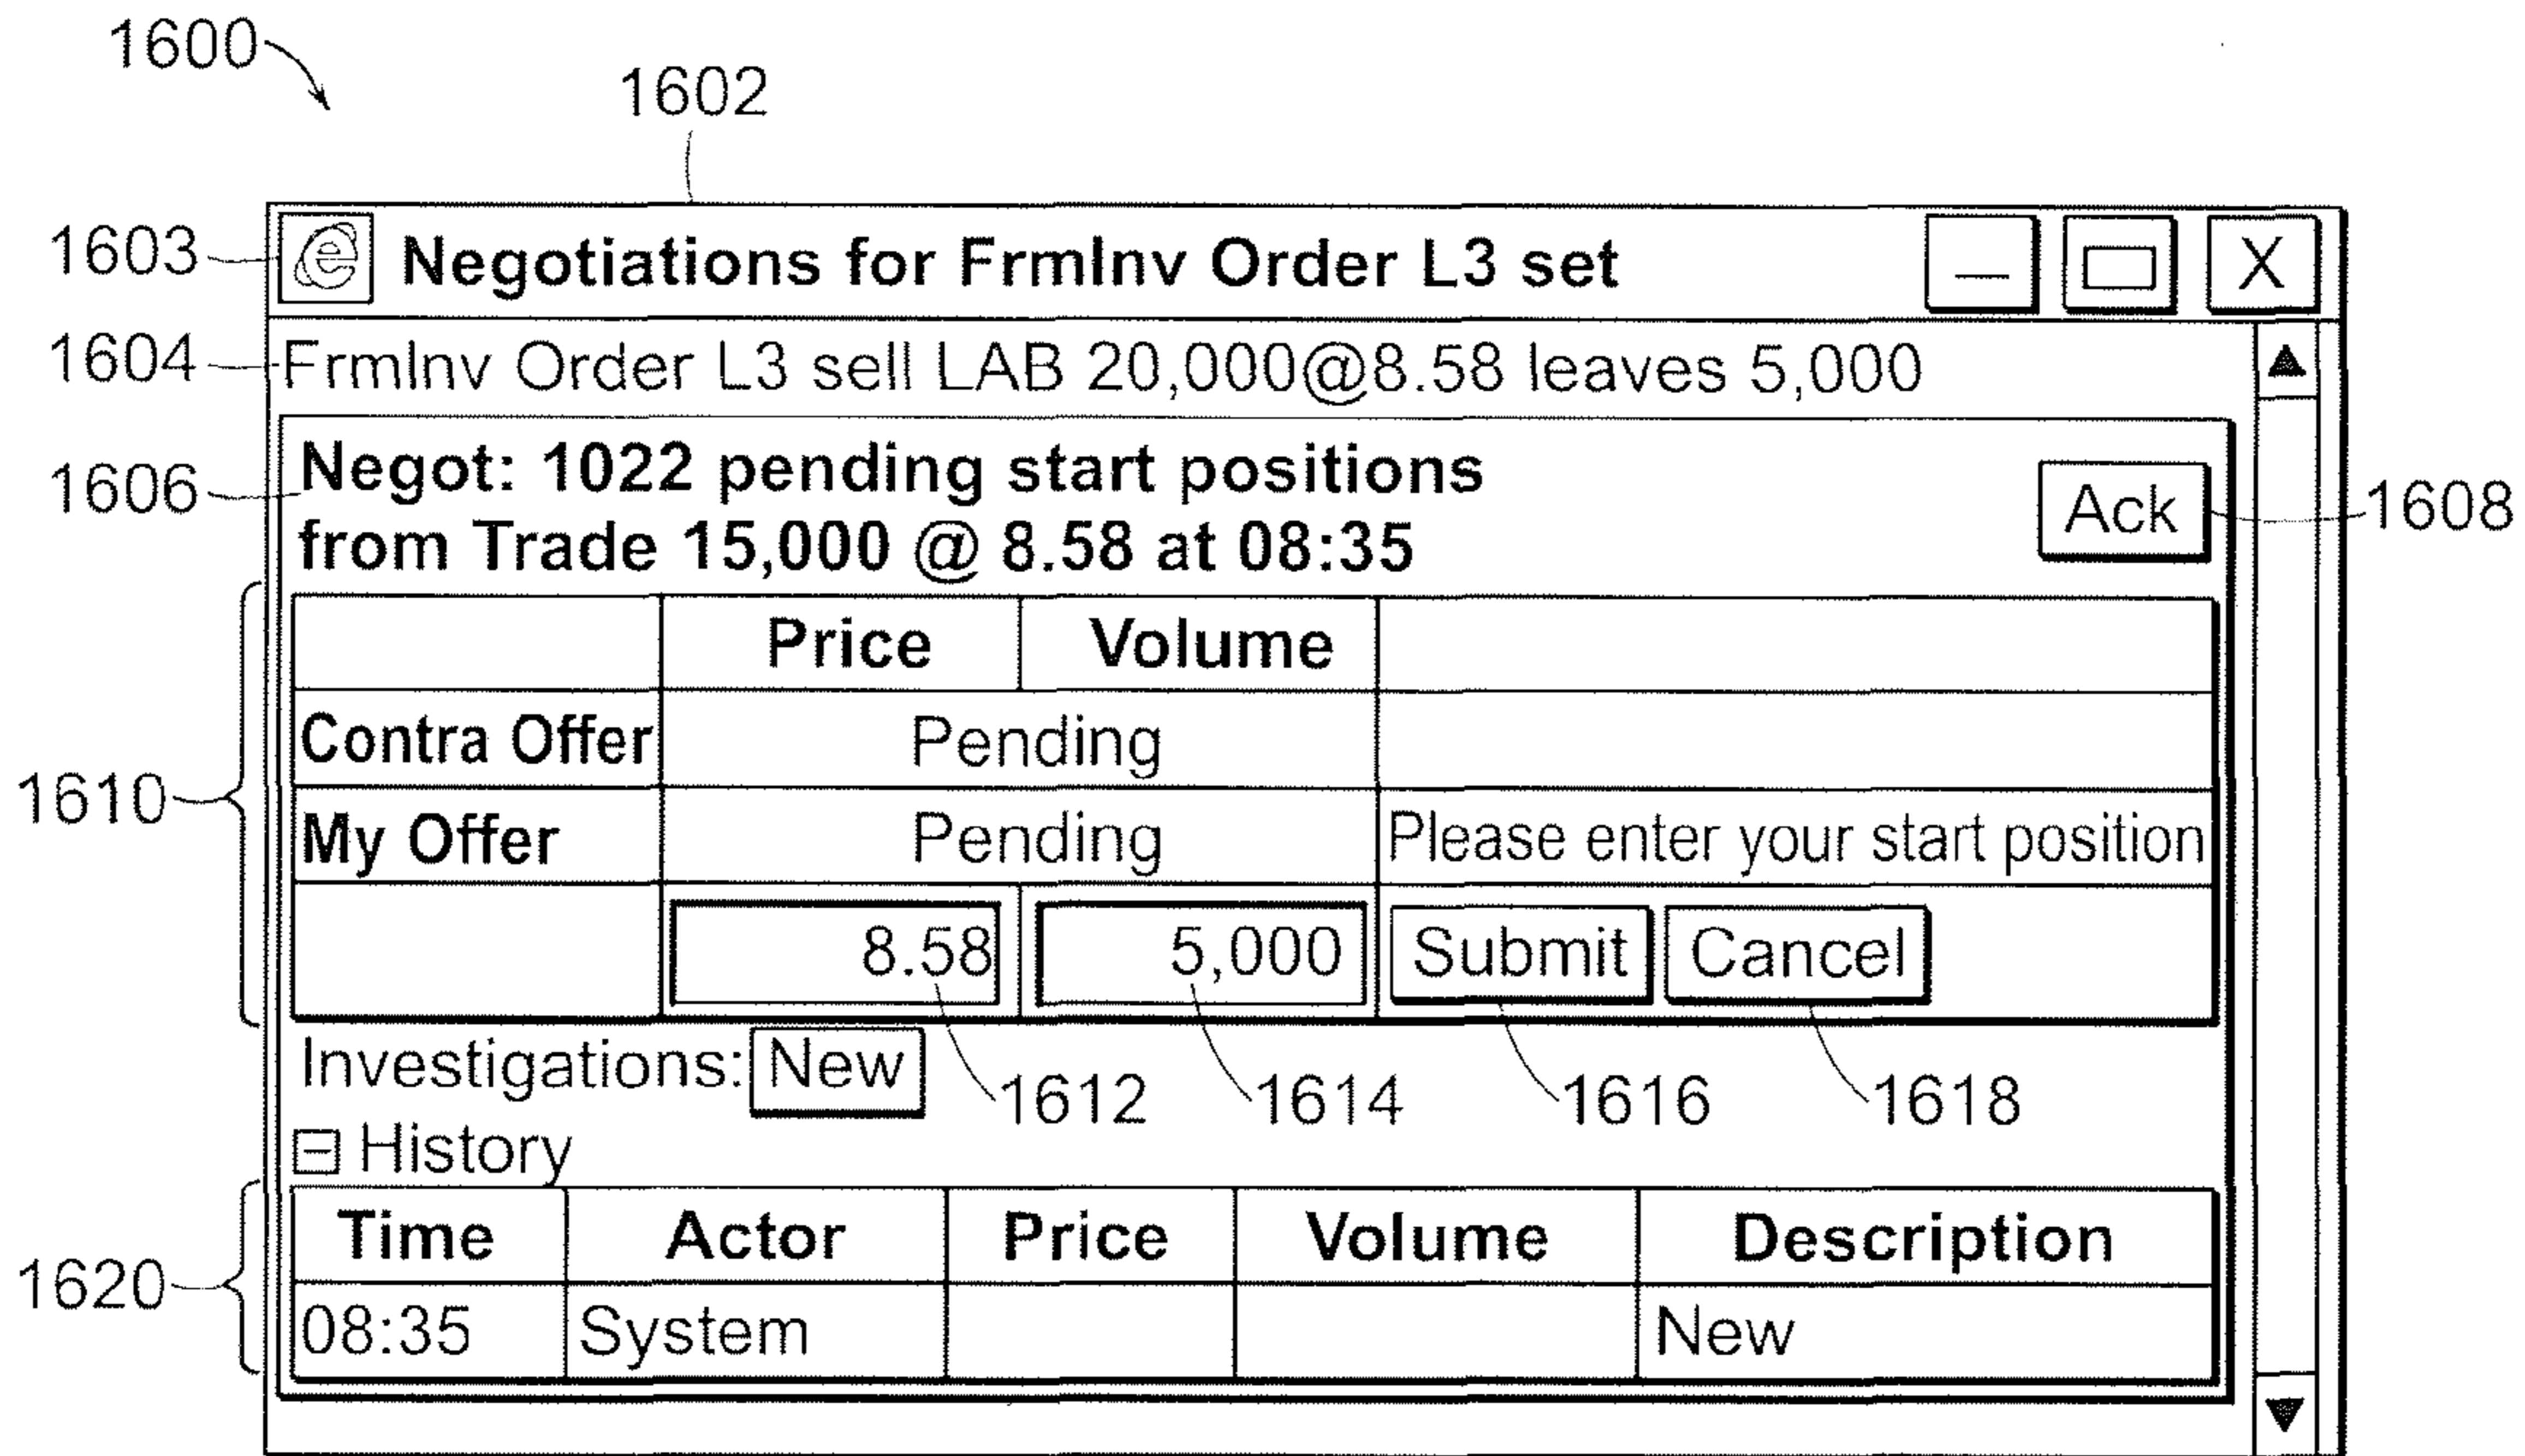 1600
1602
1603 e Negotiations for FrmInv Order L3 set X
1604 FrmInv Order L3 sell LAB 20,000@8.58 leaves 5,000
1606 Negot: 1022 pending start positions
from Trade 15,000 @ 8.58 at 08:35
Ack 1608
Price Volume
Contra Offer Pending
1610
My Offer Pending Please enter your start position
8.58 5,000 Submit Cancel
Investigations: New
1612 1614 1616 1618
History
1620
Time Actor Price Volume Description
08:35 System New